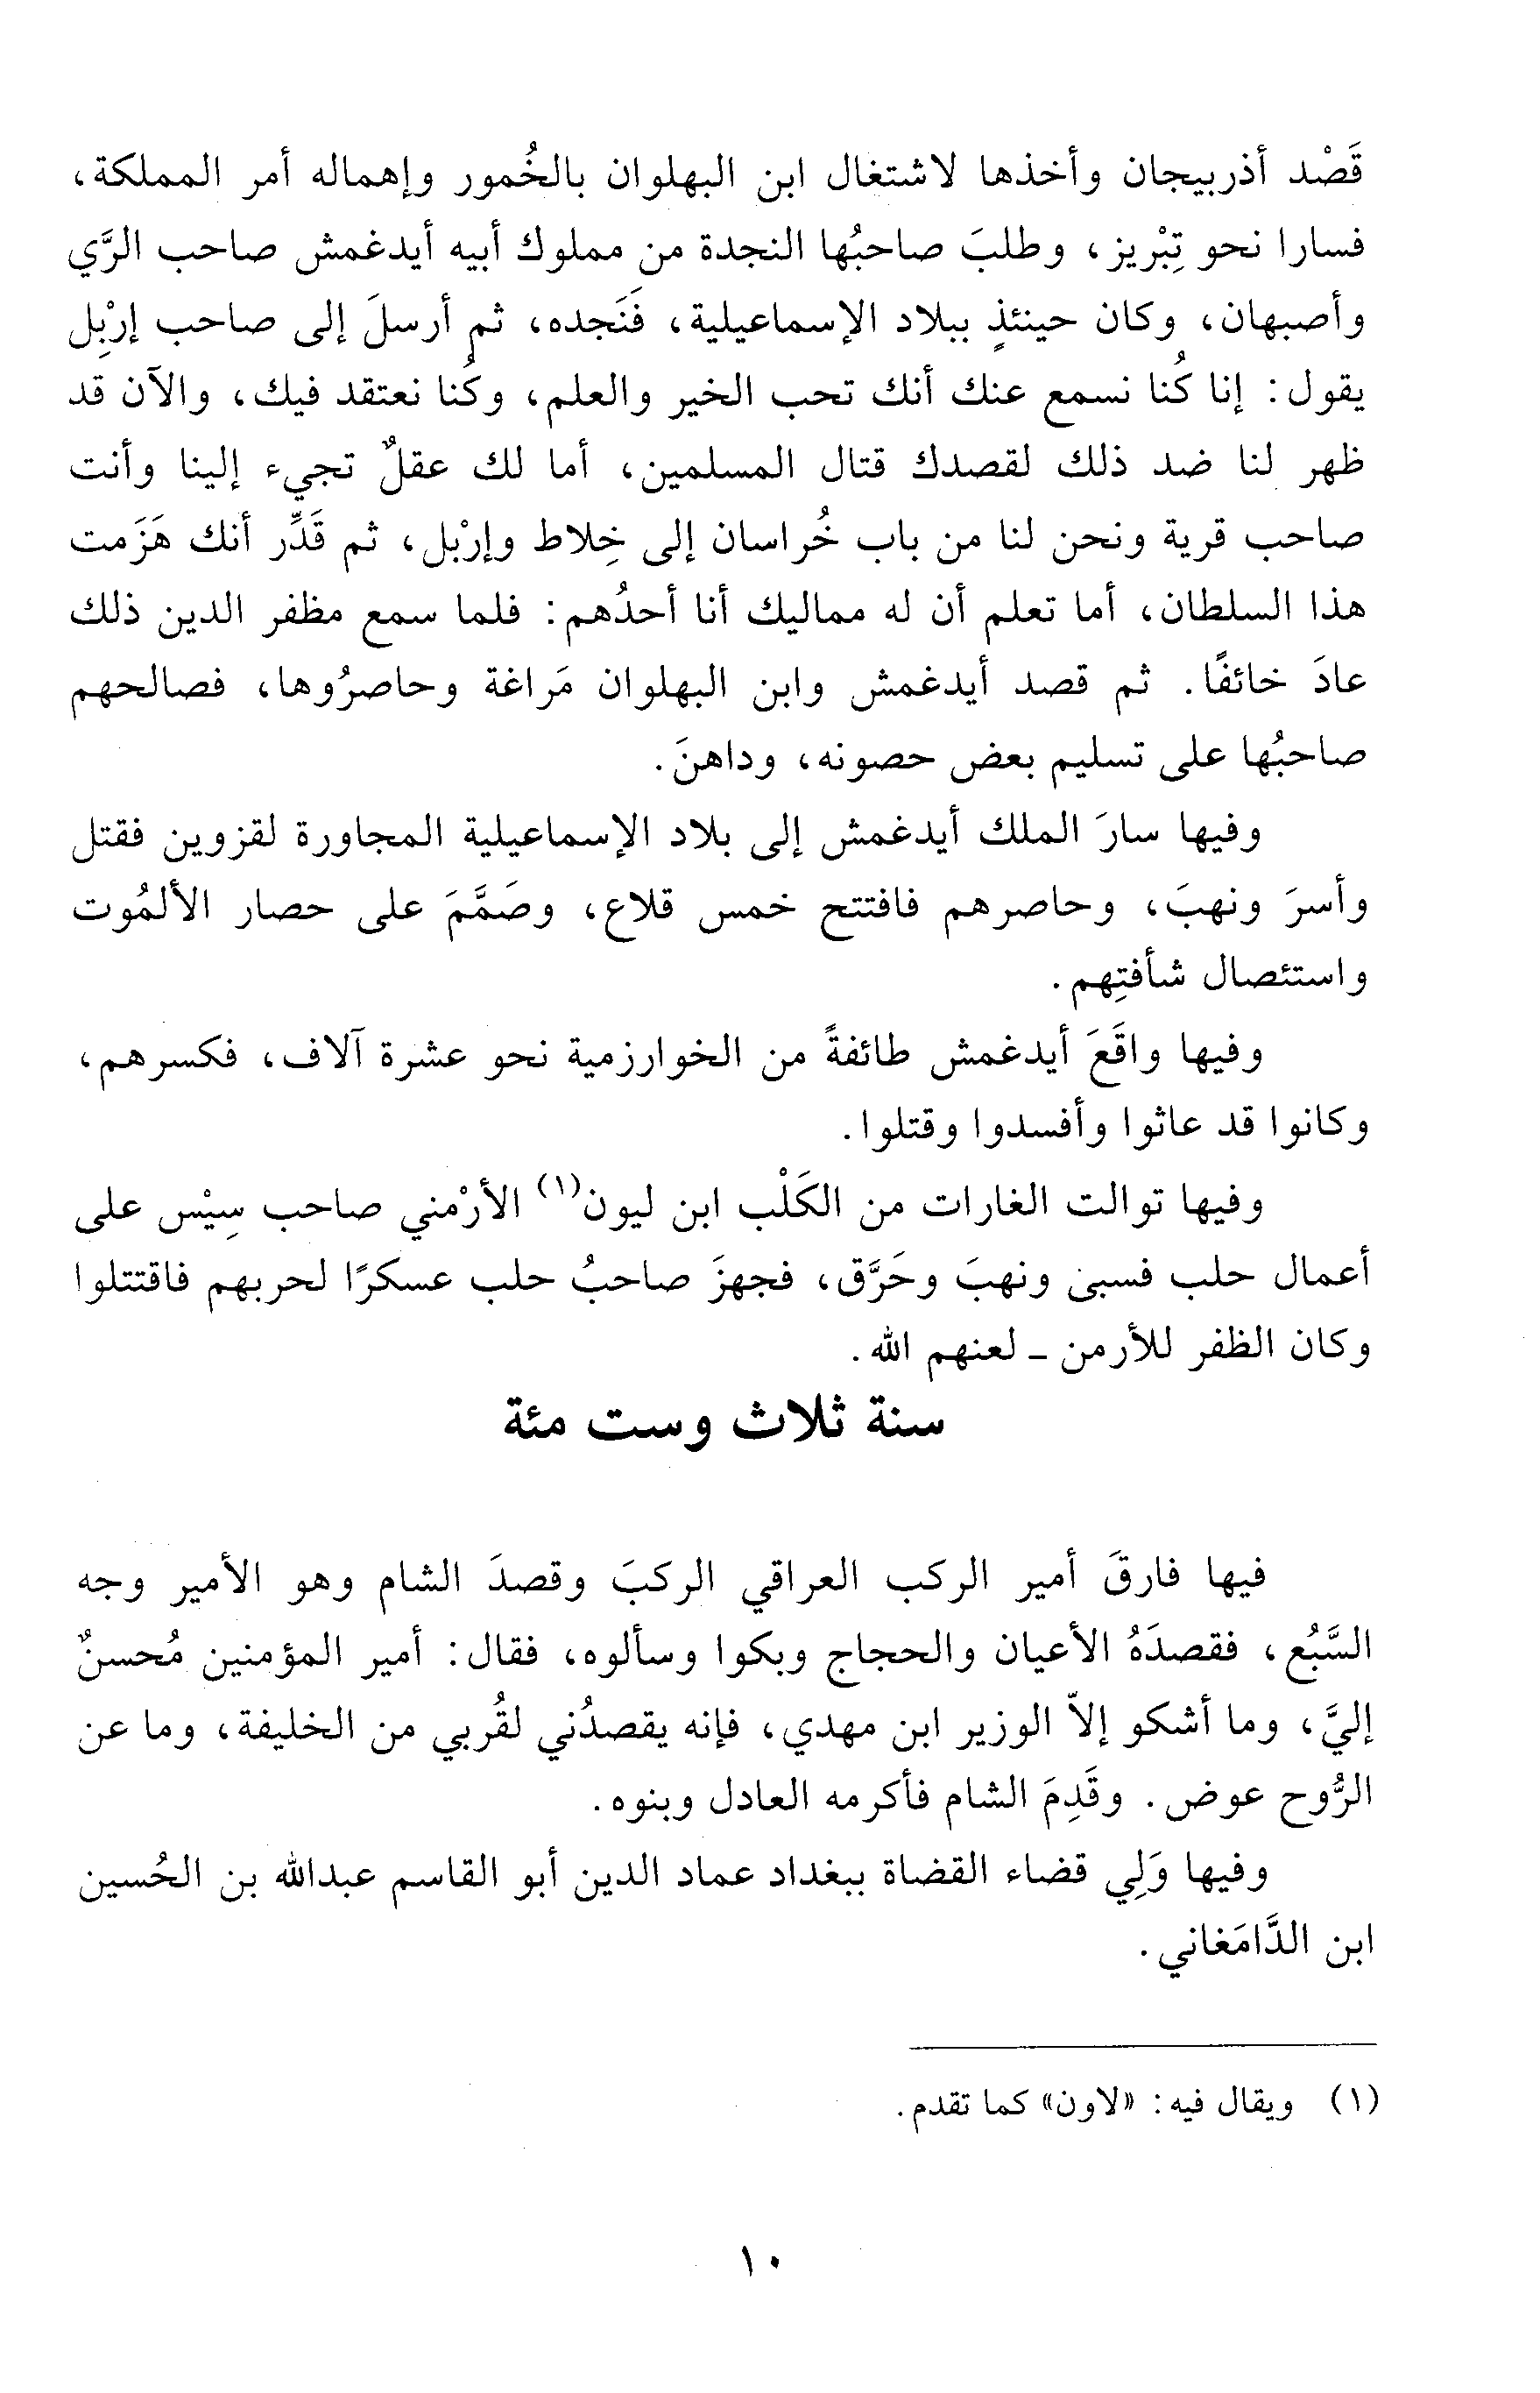 قَصْد أذربيجان وأخذها لاشتغال ابن البهلوان بالخُمور وإهماله أمر المملكة،
فسارا نحو تِبْريز، وطلبَ صاحبُها النجدة من مملوك أبيه أيدغمش صاحب الرَّي
وأصبهان، وكان حينئذٍ ببلاد الإسماعيلية، فَنَجده، ثم أرسلَ إلى صاحب إرْبِل
يقول: إنا كُنا نسمع عنك أنك تحب الخير والعلم، وكُنا نعتقد فيك، والآن قد
ظهر لنا ضد ذلك لقصدك قتال المسلمين، أما لك عقلٌ تجيء إلينا وأنت
صاحب قرية ونحن لنا من باب خُراسان إلى خِلاط وإرْبل، ثم قَدِّر أنك هَزَمت
هذا السلطان، أما تعلم أن له مماليك أنا أحدُهم: فلما سمع مظفر الدين ذلك
عادَ خائفًا. ثم قصد أيدغمش وابن البهلوان مَراغة وحاصرُوها، فصالحهم
صاحبُها على تسليم بعض حصونه، وداهنَ.
وفيها سارَ الملك أيدغمش إلى بلاد الإسماعيلية المجاورة لقزوين فقتل
وأسرَ ونهبَ، وحاصرهم فافتتح خمس قلاع، وصَمَّمَ على حصار الألمُوت
واستئصال شأفتِهم.
وفيها واقَعَ أيدغمش طائفةً من الخوارزمية نحو عشرة آلاف، فكسرهم،
وكانوا قد عاثوا وأفسدوا وقتلوا.
وفيها توالت الغارات من الكَلْب ابن ليون(١) الأرْمني صاحب سِيْس على
أعمال حلب فسبى ونهبَ وحَرَّق، فجهزَ صاحبُ حلب عسكرًا لحربهم فاقتتلوا
وكان الظفر للأرمن - لعنهم الله.
سنة ثلاث وست مئة
فيها فارقَ أمير الركب العراقي الركبَ وقصدَ الشام وهو الأمير وجه
السَّبُع، فقصدَهُ الأعيان والحجاج وبكوا وسألوه، فقال: أمير المؤمنين مُحسنٌ
إليَّ، وما أشكو إلاّ الوزير ابن مهدي، فإنه يقصدُني لقُربي من الخليفة، وما عن
الرُّوح عوض. وقَدِمَ الشام فأكرمه العادل وبنوه.
وفيها وَلِي قضاء القضاة ببغداد عماد الدين أبو القاسم عبدالله بن الحُسين
ابن الدَّامَغاني.
(١) ويقال فيه: «لاون» كما تقدم.
١٠